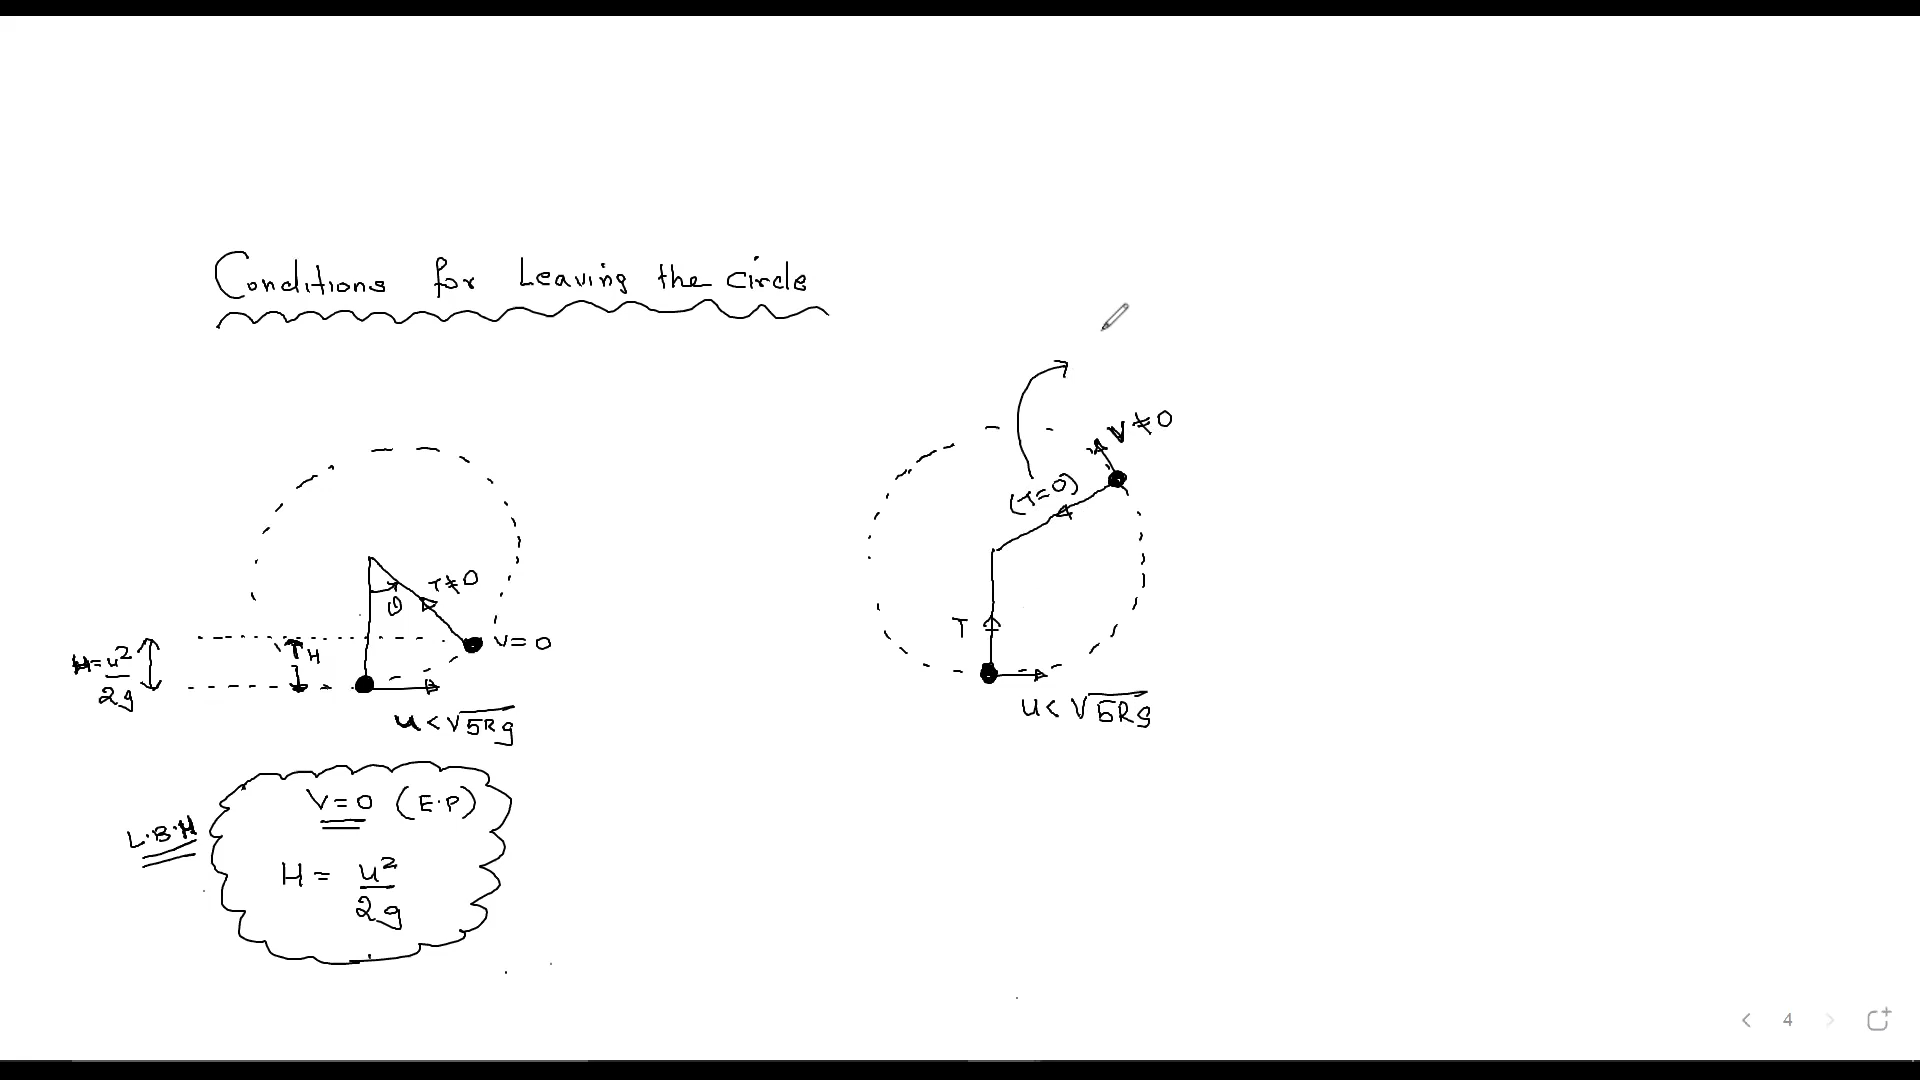 Conditions for Leaving the circle
T≠0
θ
V=0
H
H=u²/2g
u<√5Rg
V=0 (E.P)
L.B.H
H = u²/2g
V≠0
(T=0)
T
u<√5Rg
4